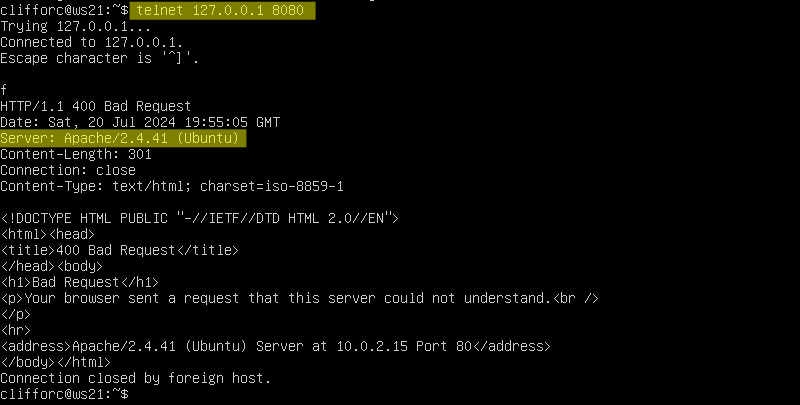 clifforc@ws21:~$ telnet 127.0.0.1 8080
Trying 127.0.0.1...
Connected to 127.0.0.1.
Escape character is '^]'.
f
HTTP/1.1 400 Bad Request
Date: Sat, 20 Jul 2024 19:55:05 GMT
Server: Apache/2.4.41 (Ubuntu)
Content-Length: 301
Connection: close
Content-Type: text/html; charset=iso-8859-1
<!DOCTYPE HTML PUBLIC "-//IETF//DTD HTML 2.0//EN">
<html><head>
<title>400 Bad Request</title>
</head><body>
<h1>Bad Request</h1>
<p>Your browser sent a request that this server could not understand.<br />
</p>
<hr>
<address>Apache/2.4.41 (Ubuntu) Server at 10.0.2.15 Port 80</address>
</body></html>
Connection closed by foreign host.
clifforc@ws21:~$